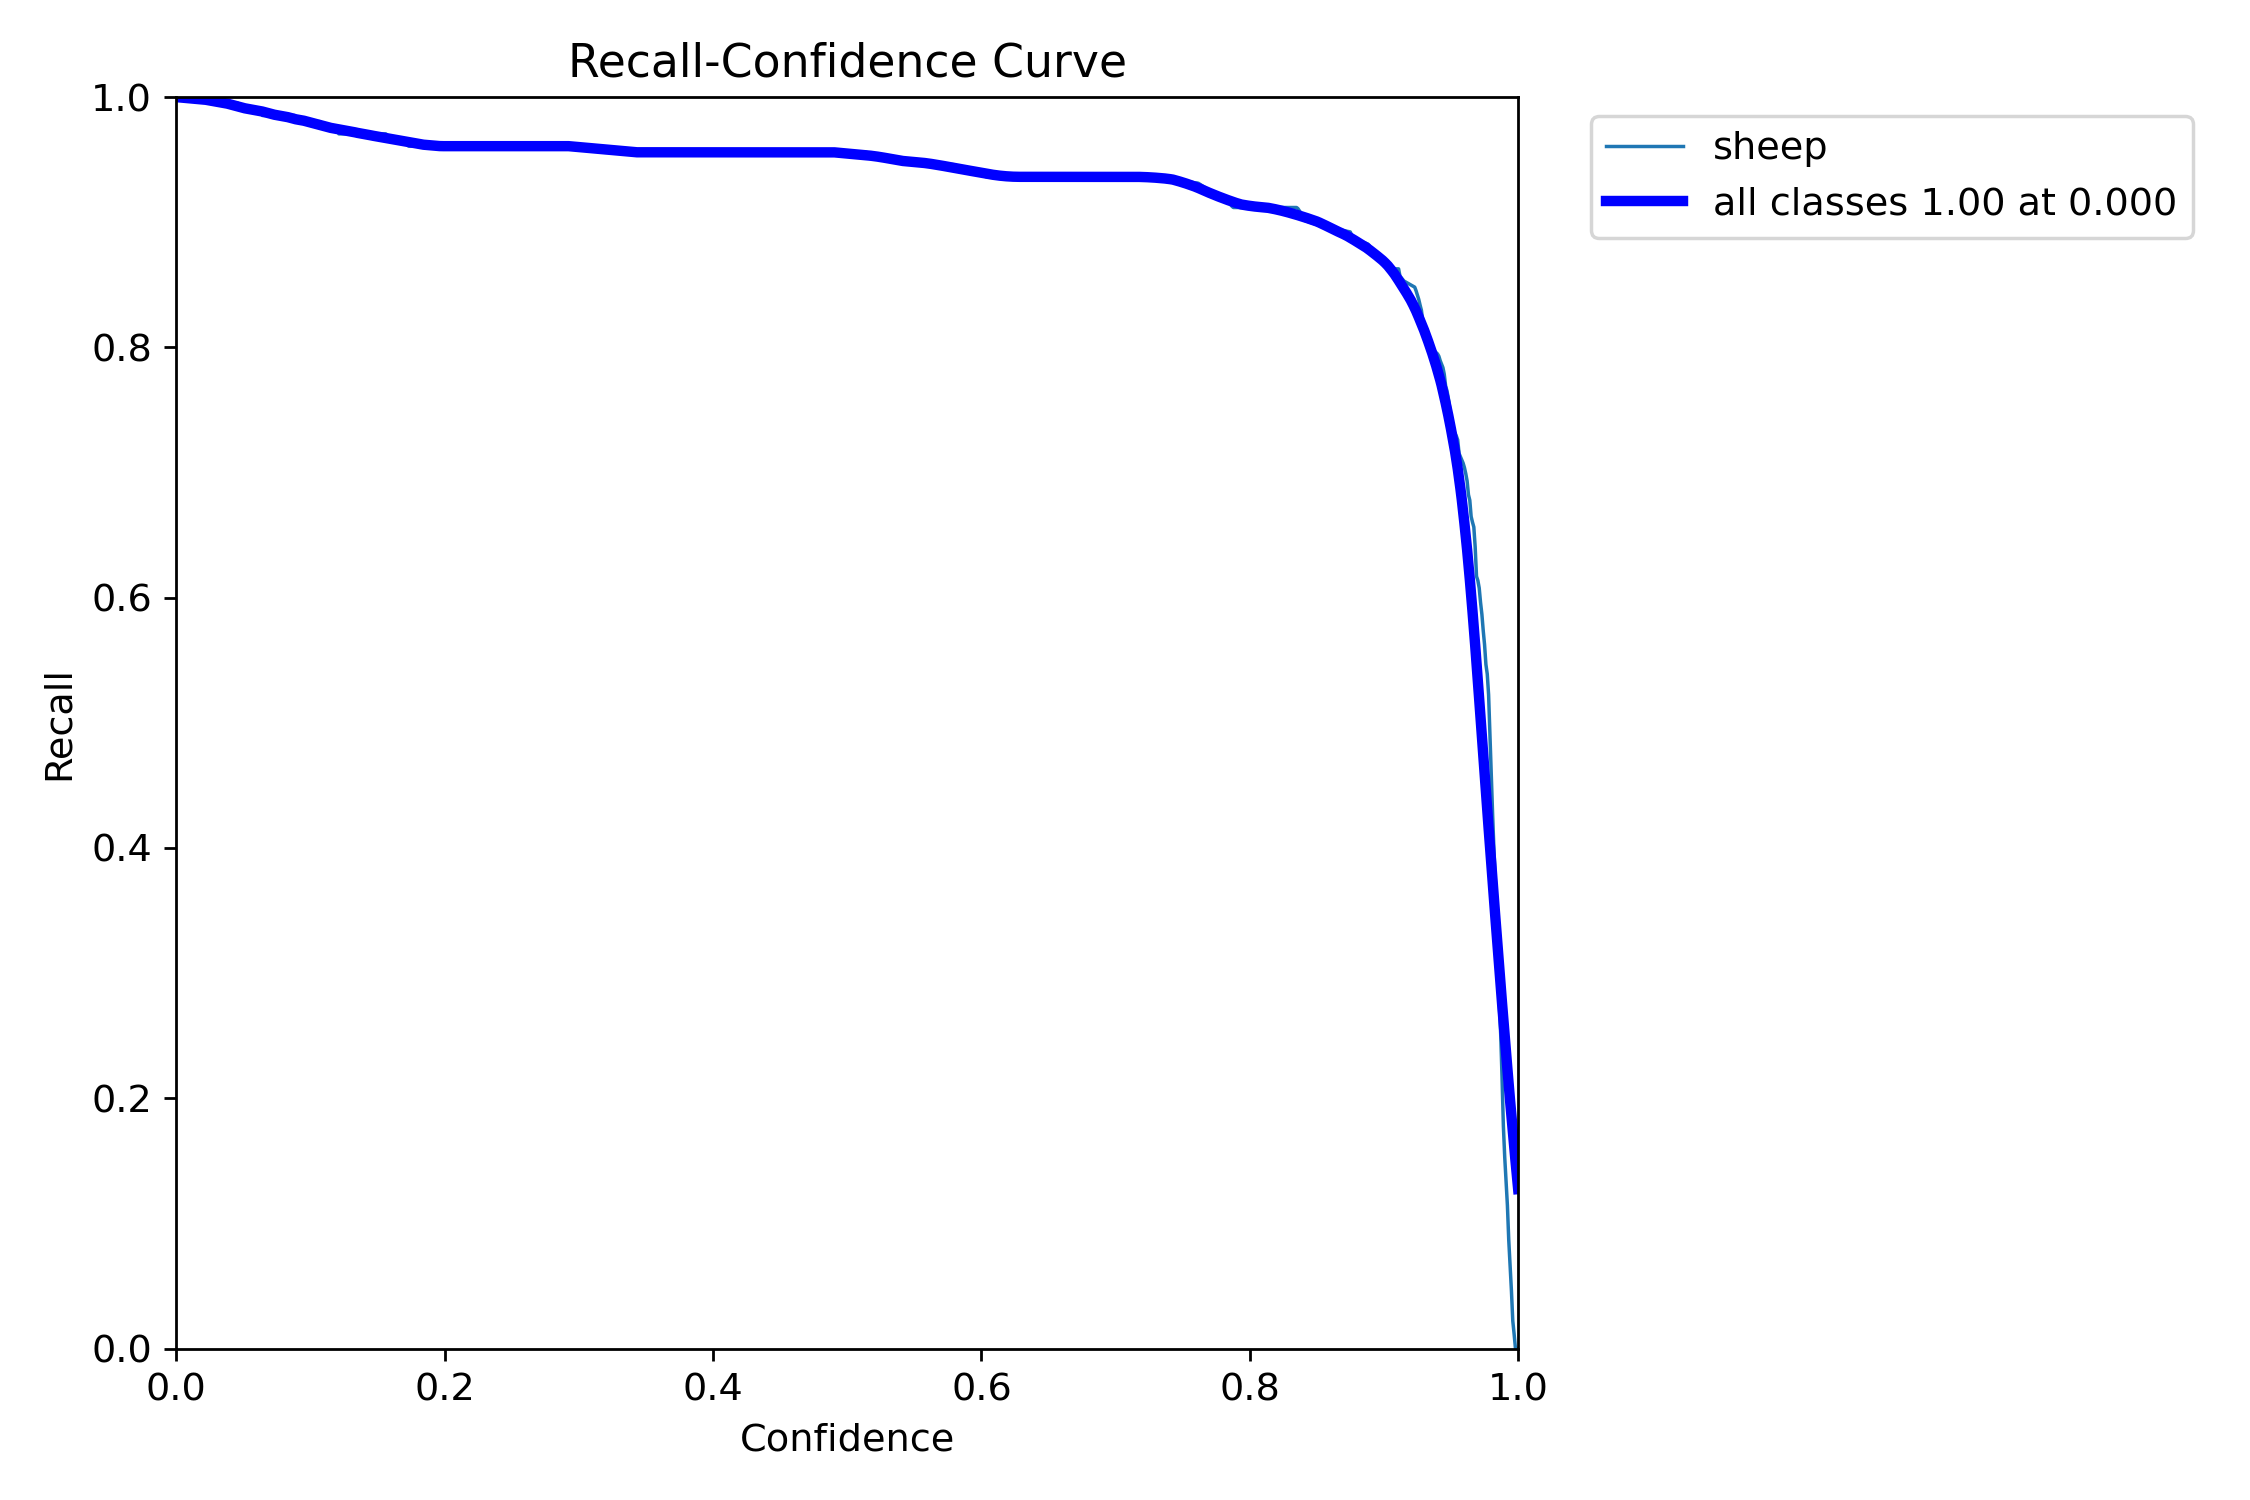 Recall-Confidence Curve
sheep
all classes 1.00 at 0.000
1.0
0.8
0.6
0.4
0.2
0.0
Recall
0.0 0.2 0.4 0.6 0.8 1.0
Confidence